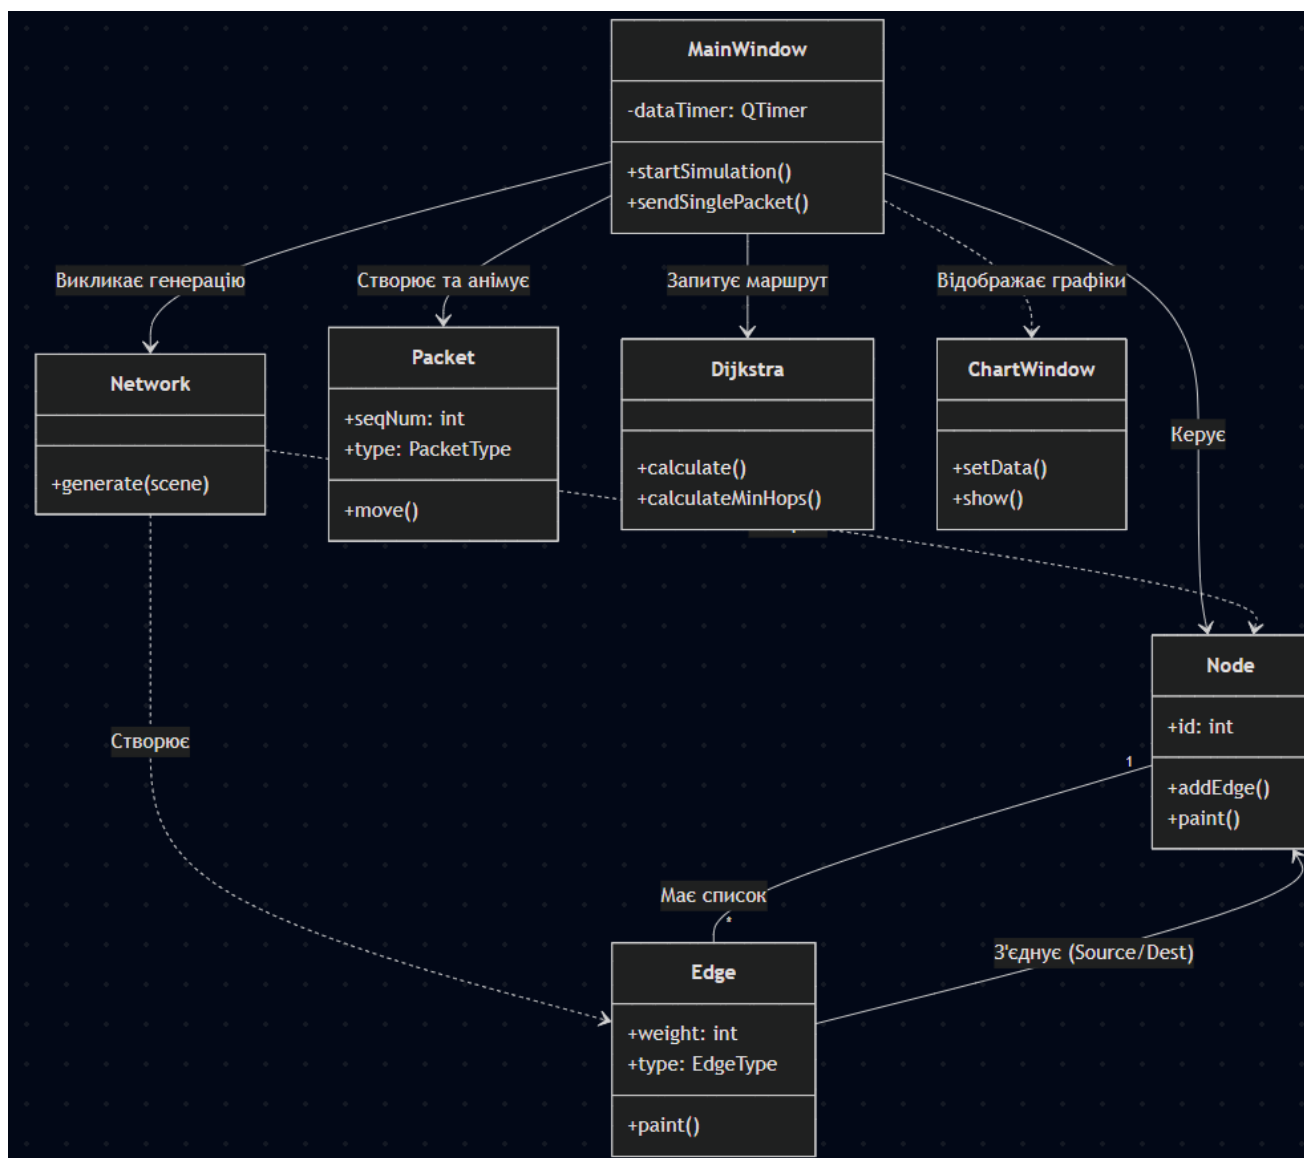 MainWindow
-dataTimer: QTimer
+startSimulation()
+sendSinglePacket()
Викликає генерацію
Створює та анімує
Запитує маршрут
Відображає графіки
Network
+generate(scene)
Packet
+seqNum: int
+type: PacketType
+move()
Dijkstra
+calculate()
+calculateMinHops()
ChartWindow
+setData()
+show()
Керує
Node
+id: int
+addEdge()
+paint()
Створює
1
Має список
*
З'єднує (Source/Dest)
Edge
+weight: int
+type: EdgeType
+paint()